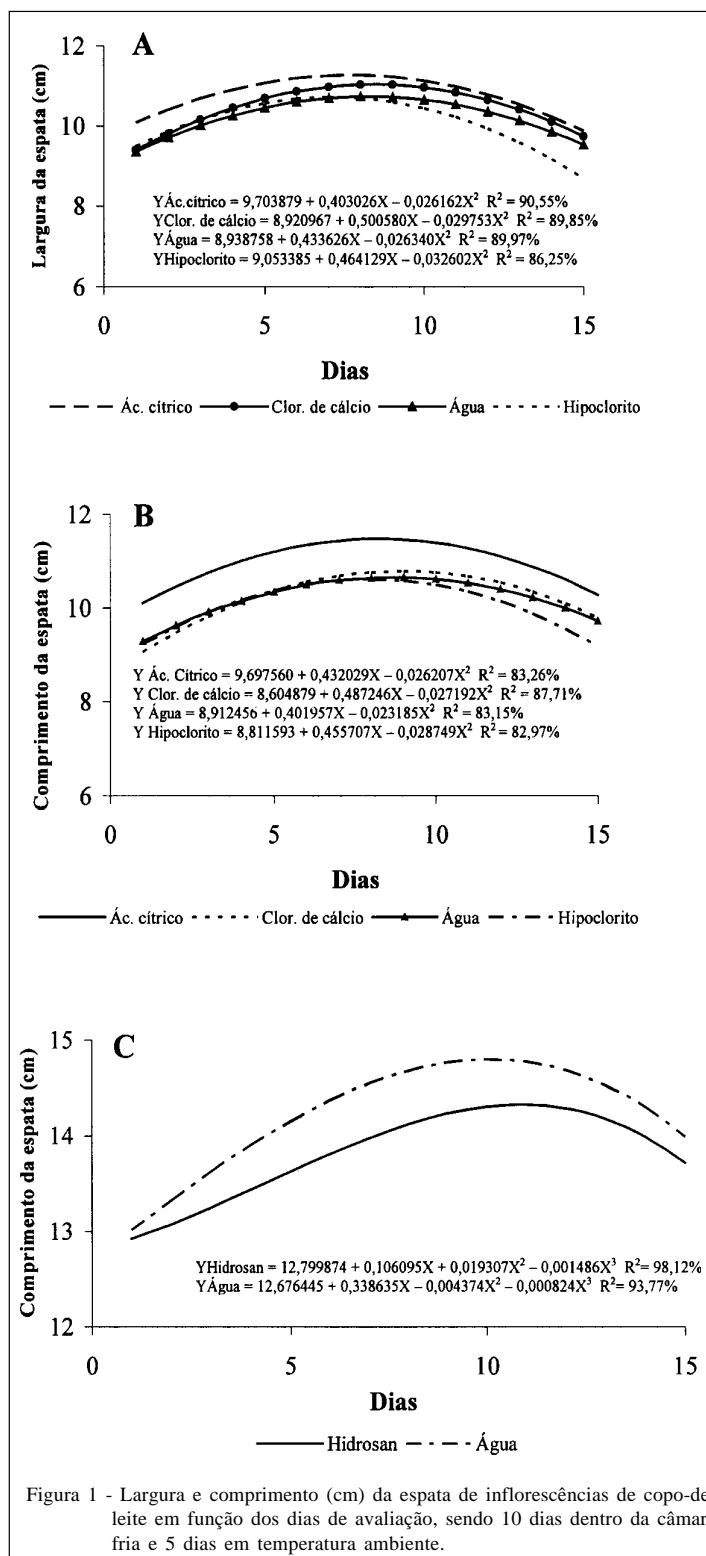 A
12
10
8
6
0
5
10
15
Largura da espata (cm)
YÁc.cítrico = 9,703879 + 0,403026X – 0,026162X² R² = 90,55%
YClor. de cálcio = 8,920967 + 0,500580X – 0,029753X² R² = 89,85%
YÁgua = 8,938758 + 0,433626X – 0,026340X² R² = 89,97%
YHipoclorito = 9,053385 + 0,464129X – 0,032602X² R² = 86,25%
Dias
Ác. cítrico Clor. de cálcio Água Hipoclorito
B
12
10
8
6
0
5
10
15
Comprimento da espata (cm)
Y Ác. Cítrico = 9,697560 + 0,432029X – 0,026207X² R² = 83,26%
Y Clor. de cálcio = 8,604879 + 0,487246X – 0,027192X² R² = 87,71%
Y Água = 8,912456 + 0,401957X – 0,023185X² R² = 83,15%
Y Hipoclorito = 8,811593 + 0,455707X – 0,028749X² R² = 82,97%
Dias
Ác. cítrico Clor. de cálcio Água Hipoclorito
C
15
14
13
12
0
5
10
15
Comprimento da espata (cm)
YHidrosan = 12,799874 + 0,106095X + 0,019307X² – 0,001486X³ R²= 98,12%
YÁgua = 12,676445 + 0,338635X – 0,004374X² – 0,000824X³ R²= 93,77%
Dias
Hidrosan Água
Figura 1 - Largura e comprimento (cm) da espata de inflorescências de copo-de
leite em função dos dias de avaliação, sendo 10 dias dentro da câmar
fria e 5 dias em temperatura ambiente.